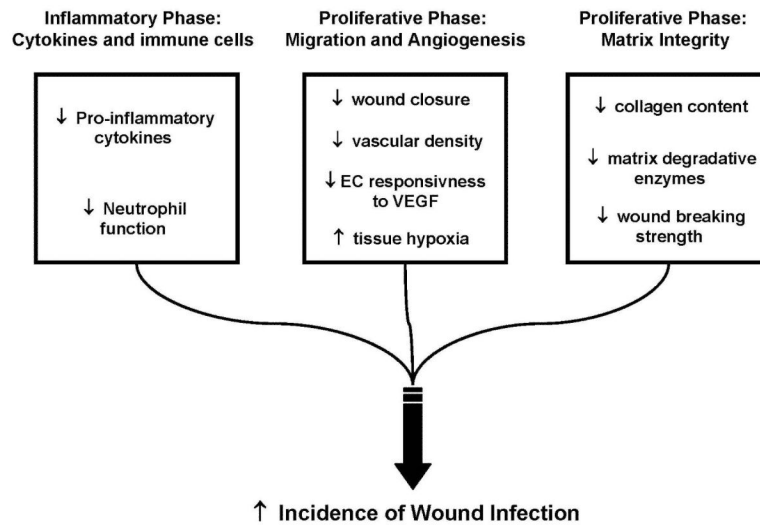 Inflammatory Phase:
Cytokines and immune cells
↓ Pro-inflammatory
cytokines
↓ Neutrophil
function
Proliferative Phase:
Migration and Angiogenesis
↓ wound closure
↓ vascular density
↓ EC responsivness
to VEGF
↑ tissue hypoxia
Proliferative Phase:
Matrix Integrity
↓ collagen content
↓ matrix degradative
enzymes
↓ wound breaking
strength
↑ Incidence of Wound Infection